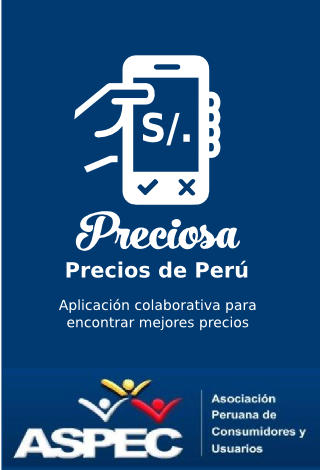 S/.
Preciosa
Precios de Perú
Aplicación colaborativa para
encontrar mejores precios
ASPEC
Asociación
Peruana de
Consumidores y
Usuarios